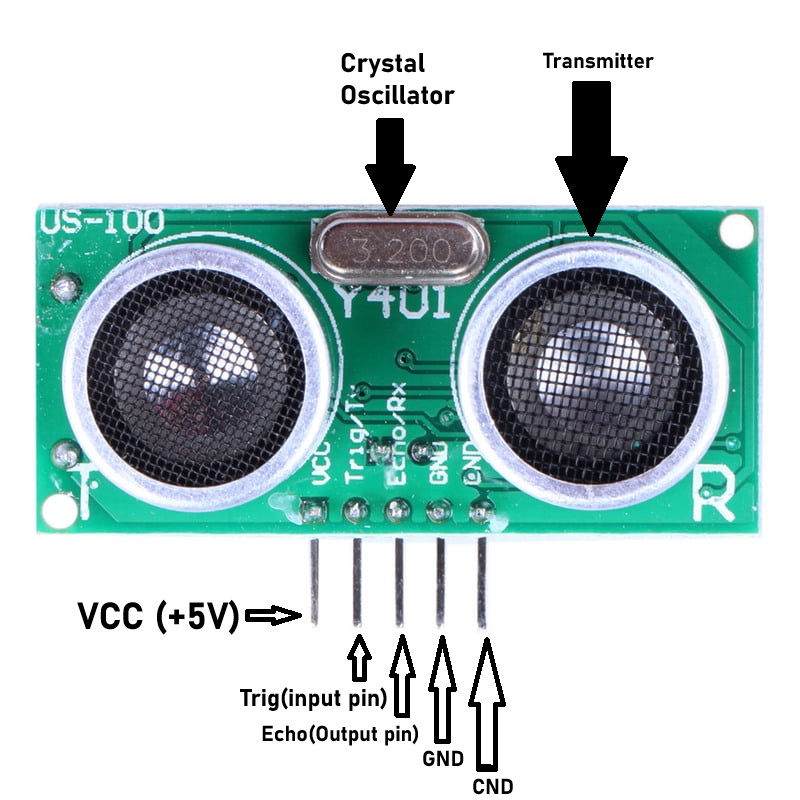 Crystal
Oscillator
Transmitter
US-100
3.200
Y401
VCC
Trig/Tx
Echo/Rx
GND
GND
T
R
VCC (+5V)
Trig(input pin)
Echo(Output pin)
GND
CND